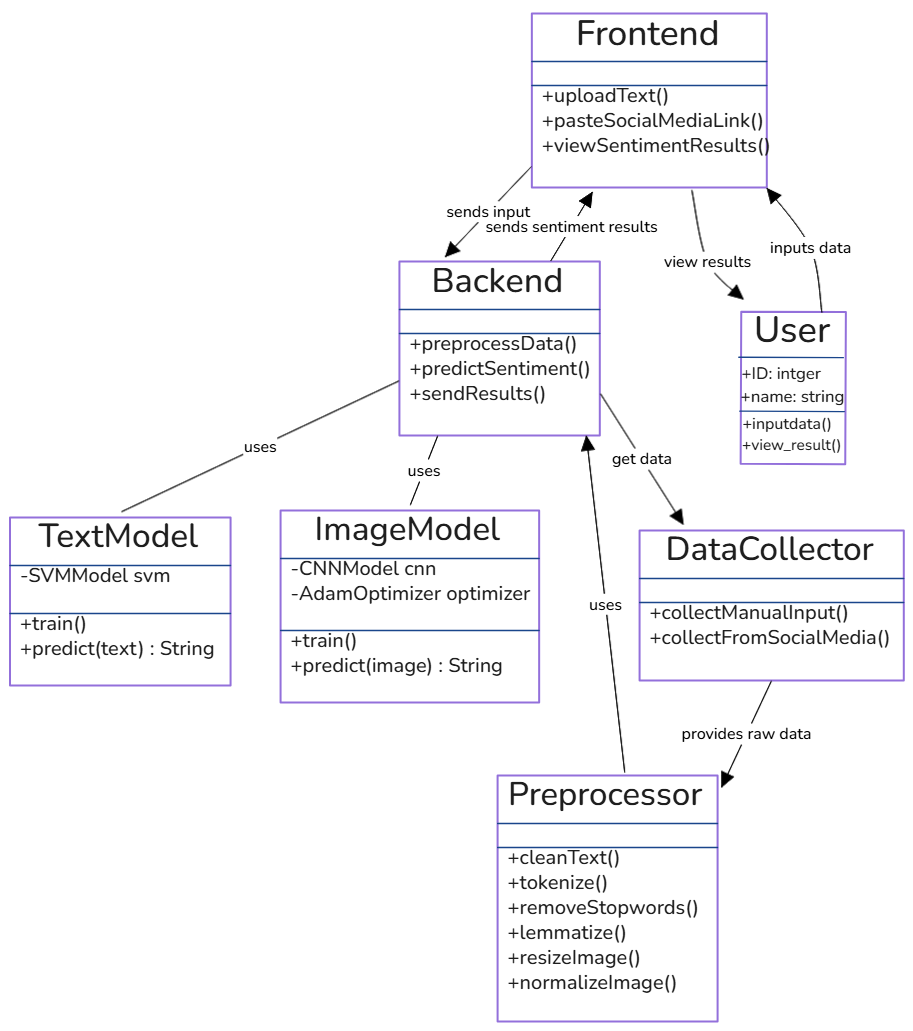 Frontend
+uploadText()
+pasteSocialMediaLink()
+viewSentimentResults()
sends input
sends sentiment results
view results
inputs data
Backend
+preprocessData()
+predictSentiment()
+sendResults()
User
+ID: intger
+name: string
+inputdata()
+view_result()
uses
uses
get data
TextModel
-SVMModel svm
+train()
+predict(text) : String
ImageModel
-CNNModel cnn
-AdamOptimizer optimizer
+train()
+predict(image) : String
DataCollector
+collectManualInput()
+collectFromSocialMedia()
uses
provides raw data
Preprocessor
+cleanText()
+tokenize()
+removeStopwords()
+lemmatize()
+resizeImage()
+normalizeImage()